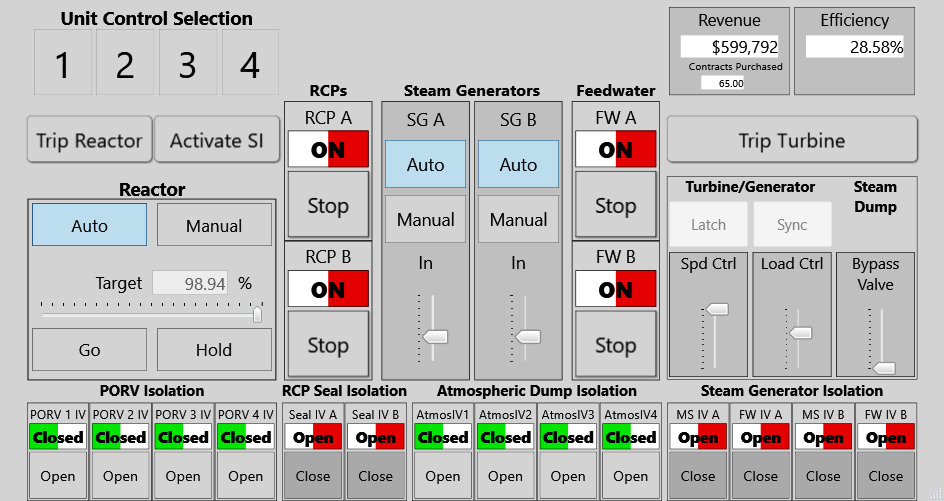 Unit Control Selection
1 2 3 4
Revenue
$599,792
Contracts Purchased
65.00
Efficiency
28.58%
Trip Reactor
Activate SI
Reactor
Auto
Manual
Target 98.94 %
Go
Hold
RCPs
RCP A
ON
Stop
RCP B
ON
Stop
Steam Generators
SG A
Auto
Manual
In
SG B
Auto
Manual
In
Feedwater
FW A
ON
Stop
FW B
ON
Stop
Trip Turbine
Turbine/Generator
Latch
Sync
Spd Ctrl
Load Ctrl
Steam
Dump
Bypass
Valve
PORV Isolation
PORV 1 IV PORV 2 IV PORV 3 IV PORV 4 IV
Closed Closed Closed Closed
Open Open Open Open
RCP Seal Isolation
Seal IV A Seal IV B
Open Open
Close Close
Atmospheric Dump Isolation
AtmosIV1 AtmosIV2 AtmosIV3 AtmosIV4
Closed Closed Closed Closed
Open Open Open Open
Steam Generator Isolation
MS IV A FW IV A MS IV B FW IV B
Open Open Open Open
Close Close Close Close